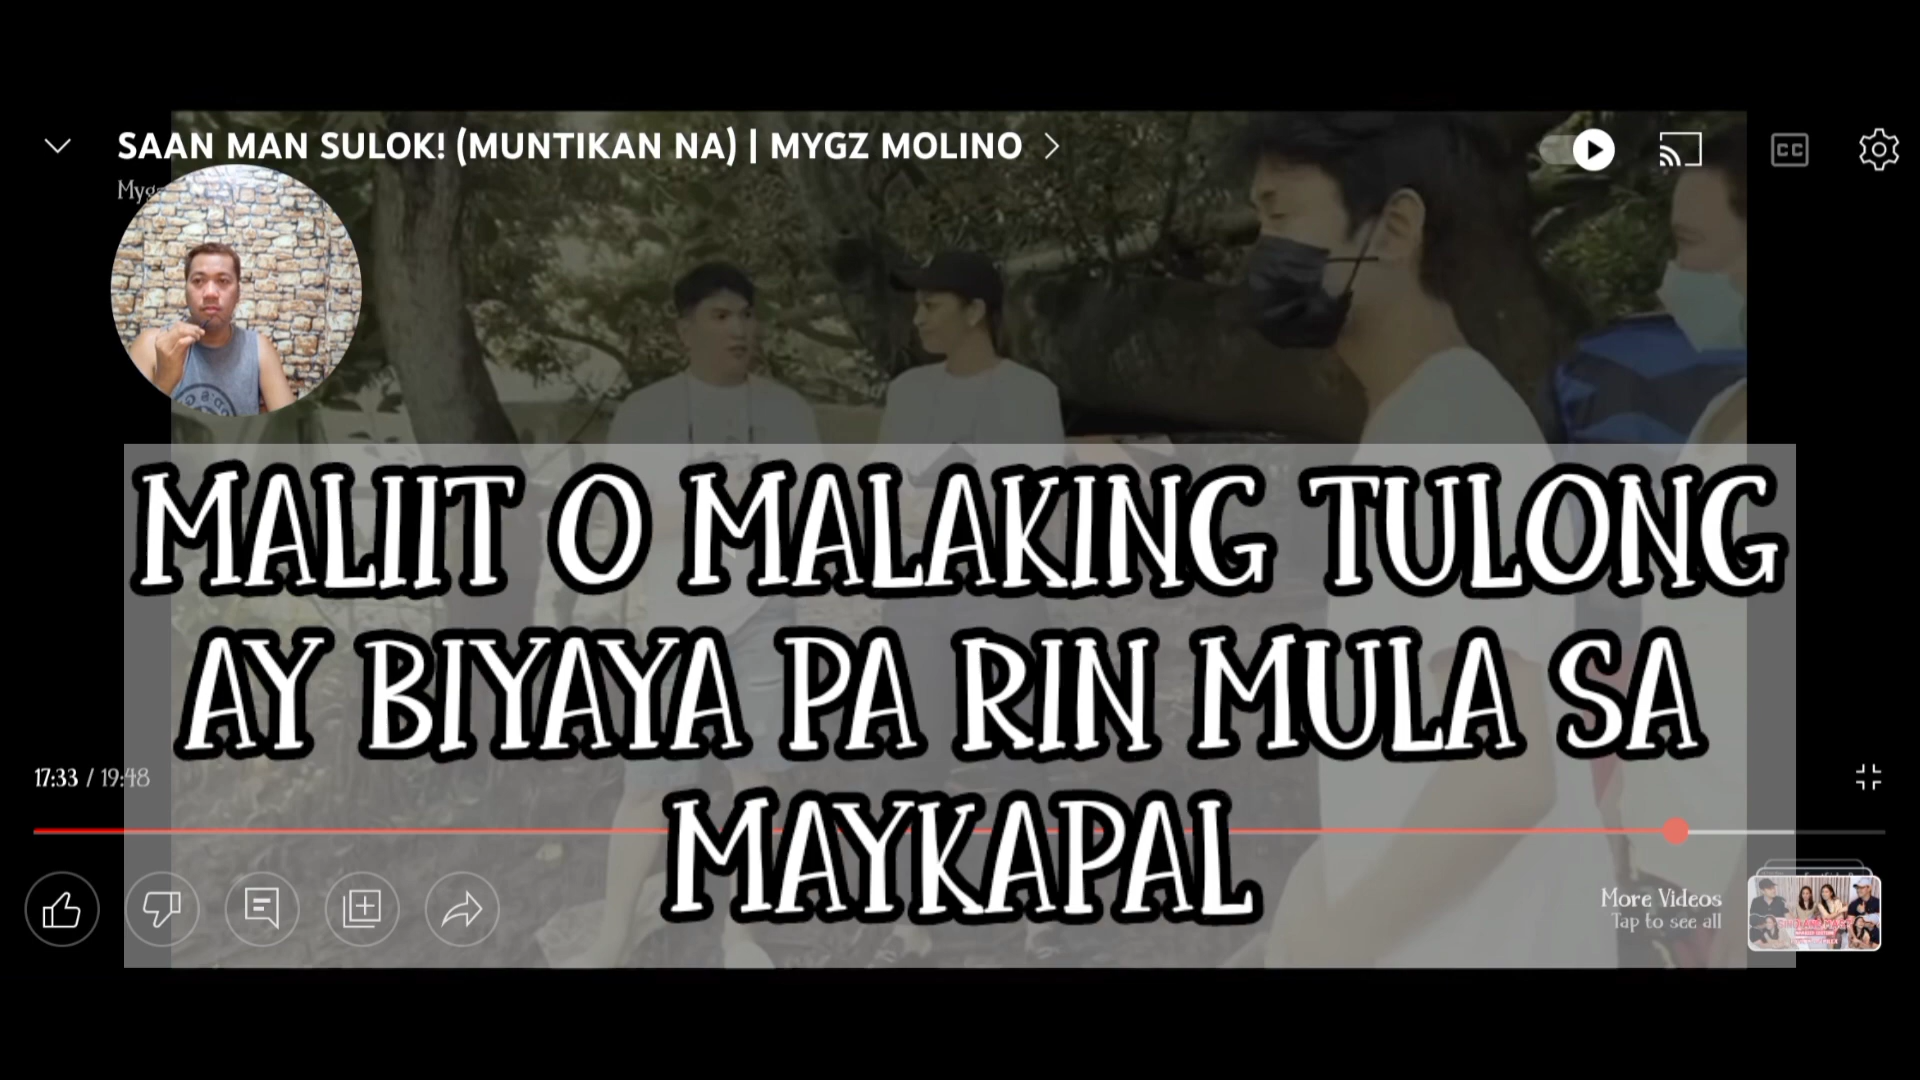 SAAN MAN SULOK! (MUNTIKAN NA) | MYGZ MOLINO
MALIIT O MALAKING TULONG
AY BIYAYA PA RIN MULA SA
MAYKAPAL
17:33 / 19:48
More Videos
Tap to see all
CC